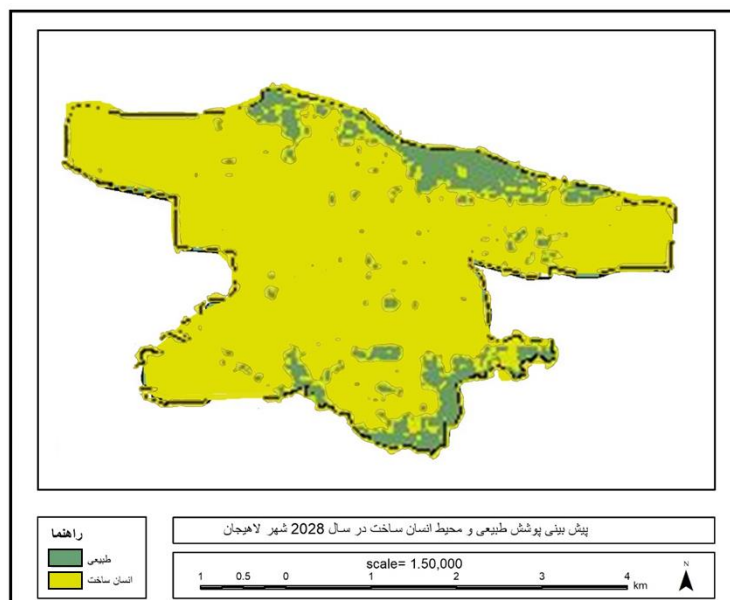 پیش بینی پوشش طبیعی و محیط انسان ساخت در سال 2028 شهر لاهیجان
راهنما
طبیعی
انسان ساخت
scale= 1.50,000
1 0.5 0 1 2 3 4 km
N